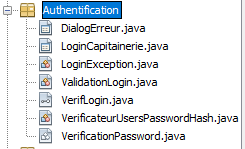 Authentification
DialogErreur.java
LoginCapitainerie.java
LoginException.java
ValidationLogin.java
VerifLogin.java
VerificateurUsersPasswordHash.java
VerificationPassword.java